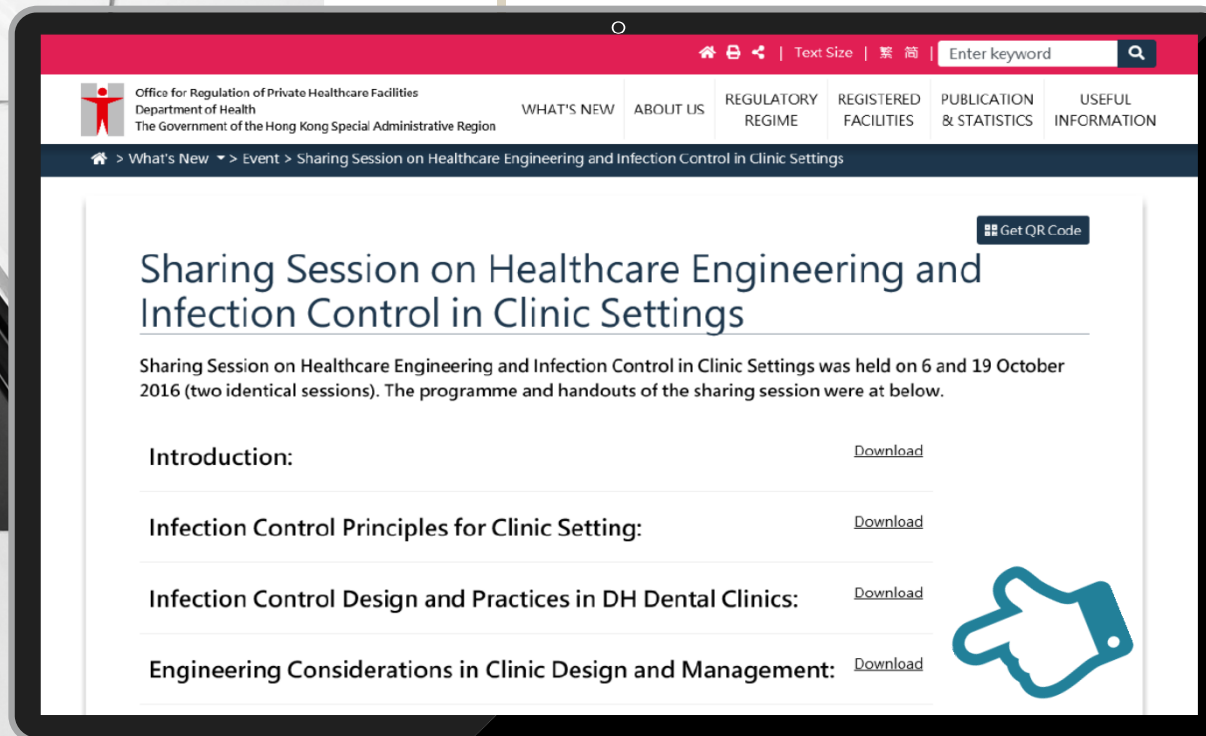 Text Size | 繁 简 | Enter keyword
Office for Regulation of Private Healthcare Facilities
Department of Health
The Government of the Hong Kong Special Administrative Region
WHAT'S NEW
ABOUT US
REGULATORY
REGIME
REGISTERED
FACILITIES
PUBLICATION
& STATISTICS
USEFUL
INFORMATION
> What's New > Event > Sharing Session on Healthcare Engineering and Infection Control in Clinic Settings
Get QR Code
Sharing Session on Healthcare Engineering and
Infection Control in Clinic Settings
Sharing Session on Healthcare Engineering and Infection Control in Clinic Settings was held on 6 and 19 October
2016 (two identical sessions). The programme and handouts of the sharing session were at below.
Introduction: Download
Infection Control Principles for Clinic Setting: Download
Infection Control Design and Practices in DH Dental Clinics: Download
Engineering Considerations in Clinic Design and Management: Download